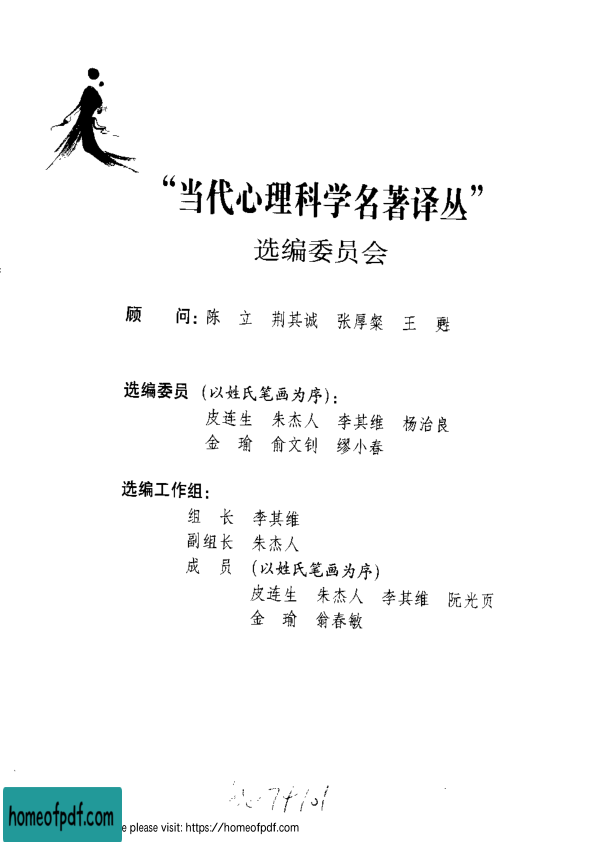 “当代心理科学名著译丛”
选编委员会
顾 问：陈 立 荆其诚 张厚粲 王 甦
选编委员（以姓氏笔画为序）：
皮连生 朱杰人 李其维 杨治良
金 瑜 俞文钊 缪小春
选编工作组：
组 长 李其维
副组长 朱杰人
成 员 （以姓氏笔画为序）
皮连生 朱杰人 李其维 阮光页
金 瑜 翁春敏
homeofpdf.com
e please visit: https://homeofpdf.com